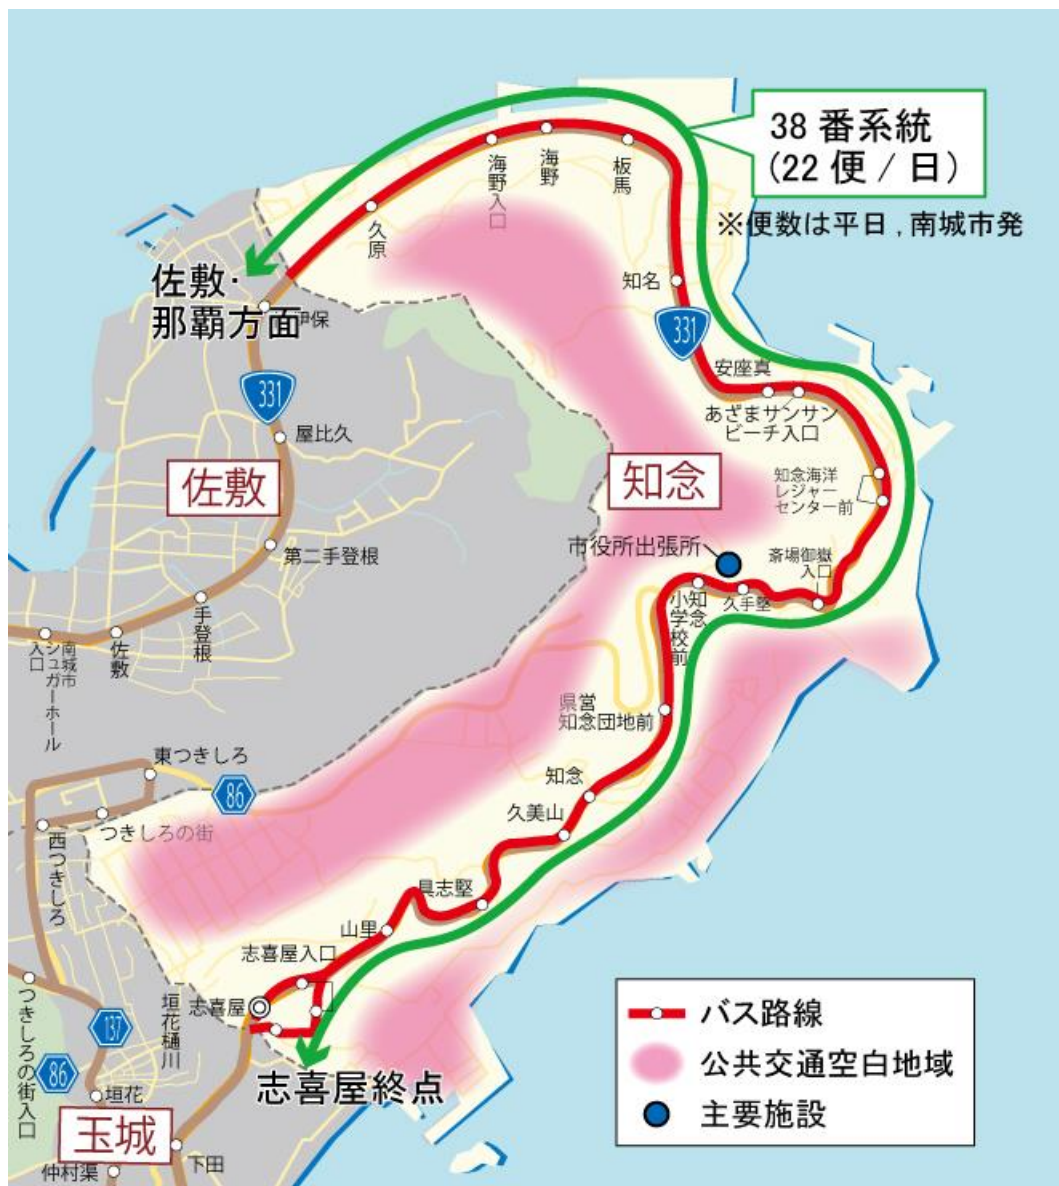 38 番系統
(22 便 / 日)
※便数は平日 , 南城市発
海野
海野入口
板馬
久原
知名
331
佐敷・
那覇方面
伊保
331
屋比久
安座真
あざまサンサン
ビーチ入口
佐敷
知念
知念海洋
レジャー
センター前
市役所出張所
斎場御嶽
入口
第二手登根
手登根
佐敷
南城市
シュガーホール
入口
知念
小学校前
久手堅
県営
知念団地前
東つきしろ
86
知念
久美山
つきしろの街
西つきしろ
具志堅
山里
志喜屋入口
志喜屋
つきしろの街入口
137
垣花樋川
86
垣花
志喜屋終点
玉城
下田
仲村渠
バス路線
公共交通空白地域
主要施設